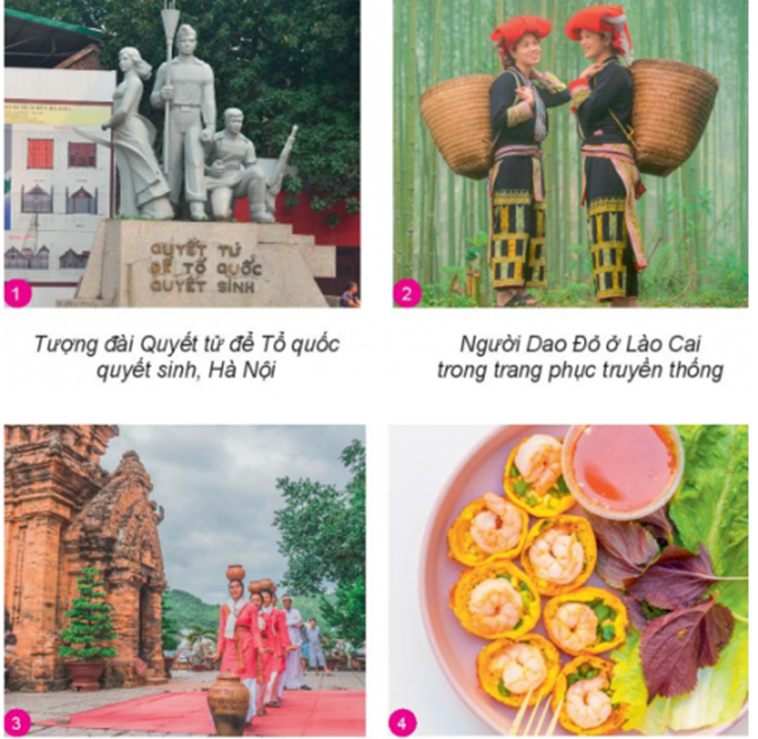 QUYẾT TỬ
ĐỂ TỔ QUỐC
QUYẾT SINH
1
2
Tượng đài Quyết tử để Tổ quốc
quyết sinh, Hà Nội
Người Dao Đỏ ở Lào Cai
trong trang phục truyền thống
3
4